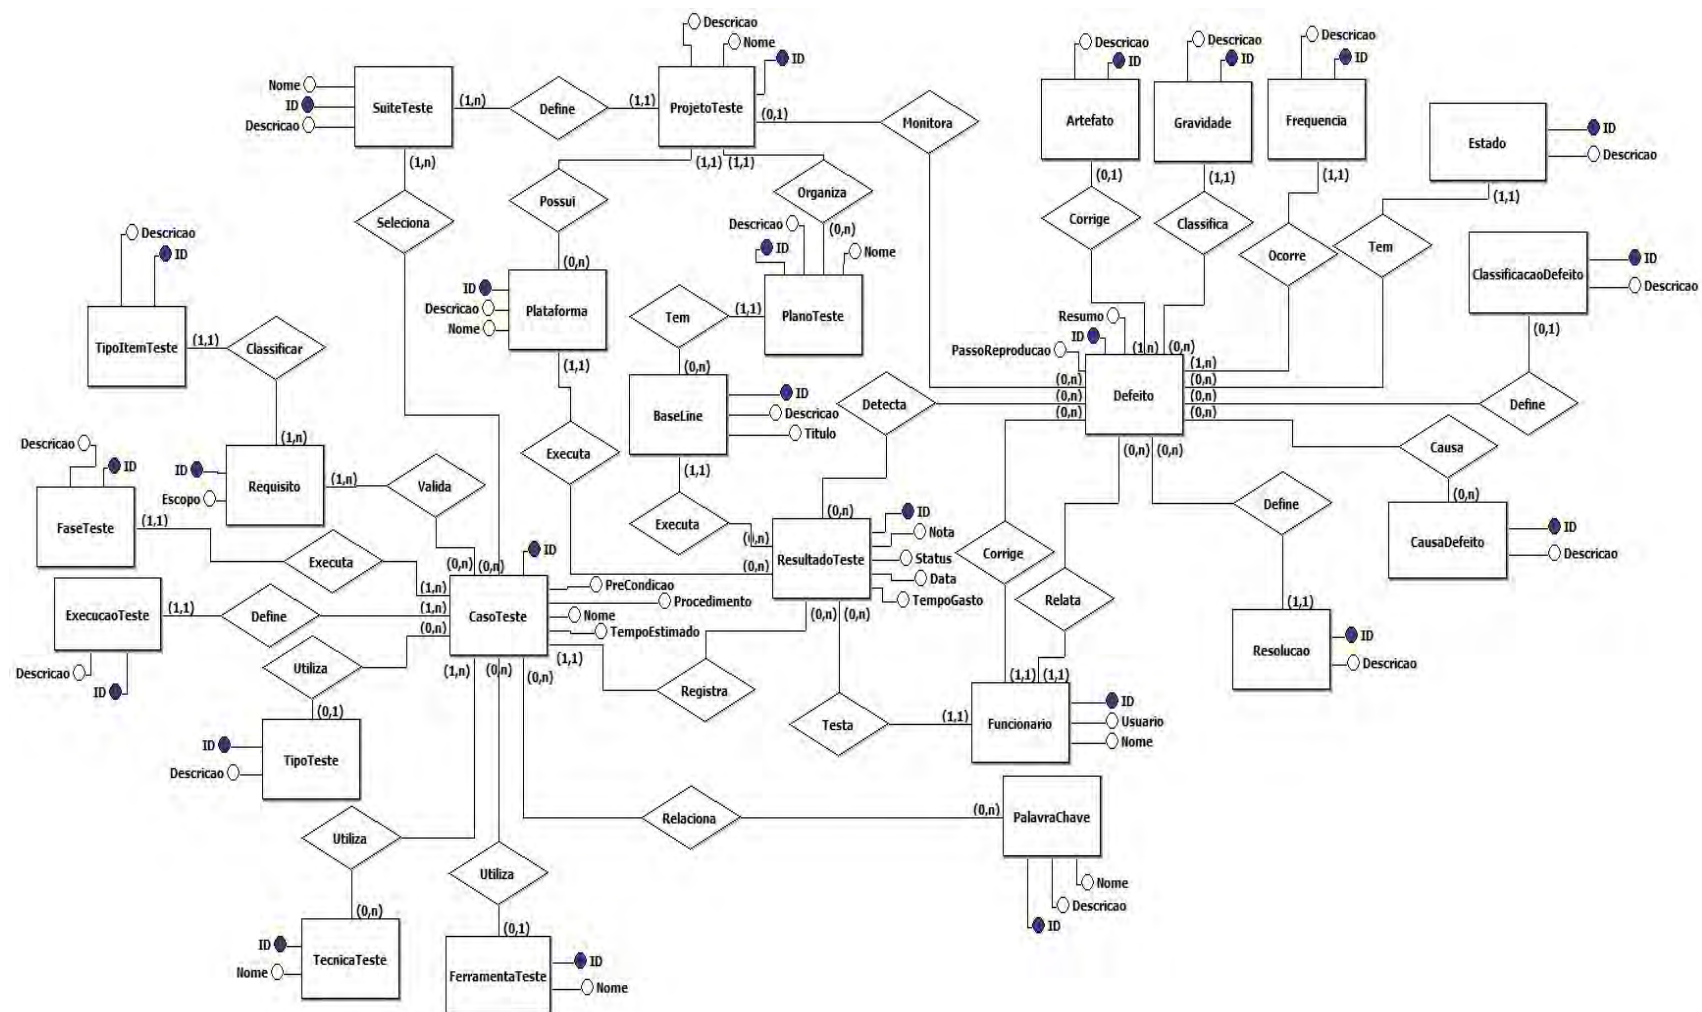 Descricao
Nome
ID
Nome
ID
Descricao
SuiteTeste
(1,n)
Define
(1,1)
ProjetoTeste
(0,1)
(1,n)
(1,1)
(1,1)
Monitora
Descricao
ID
Artefato
(0,1)
Descricao
ID
Gravidade
(1,1)
Descricao
ID
Frequencia
(1,1)
Estado
ID
Descricao
(1,1)
Seleciona
Possui
Organiza
(0,n)
Corrige
Classifica
Ocorre
Tem
ClassificacaoDefeito
ID
Descricao
(0,1)
Descricao
ID
TipoItemTeste
(1,1)
Classificar
(1,n)
(0,n)
ID
Descricao
Nome
Plataforma
(1,1)
Descricao
ID
Nome
PlanoTeste
(1,1)
Tem
(0,n)
BaseLine
ID
Descricao
Titulo
(1,1)
Resumo
ID
PassoReproducao
(1,n)
(0,n)
(0,n)
(0,n)
(0,n)
Defeito
(1,n)
(0,n)
(0,n)
(0,n)
(0,n)
(0,n)
Detecta
Define
Causa
(0,n)
CausaDefeito
ID
Descricao
Descricao
ID
FaseTeste
(1,1)
ID
Escopo
Requisito
(1,n)
Valida
Executa
Executa
Executa
(0,n)
(0,n)
(0,n)
ResultadoTeste
ID
Nota
Status
Data
TempoGasto
(0,n)
(0,n)
Corrige
Relata
Define
(1,1)
Resolucao
ID
Descricao
ExecucaoTeste
(1,1)
Descricao
ID
Define
Utiliza
(0,1)
(0,n)
(0,n)
(1,n)
(1,n)
(0,n)
CasoTeste
ID
PreCondicao
Procedimento
Nome
TempoEstimado
(1,1)
(1,n)
(0,n)
(0,n)
Registra
Testa
(1,1)
(1,1)
(1,1)
Funcionario
ID
Usuario
Nome
ID
Descricao
TipoTeste
Utiliza
(0,n)
ID
Nome
TecnicaTeste
Utiliza
(0,1)
FerramentaTeste
ID
Nome
Relaciona
(0,n)
PalavraChave
Nome
Descricao
ID